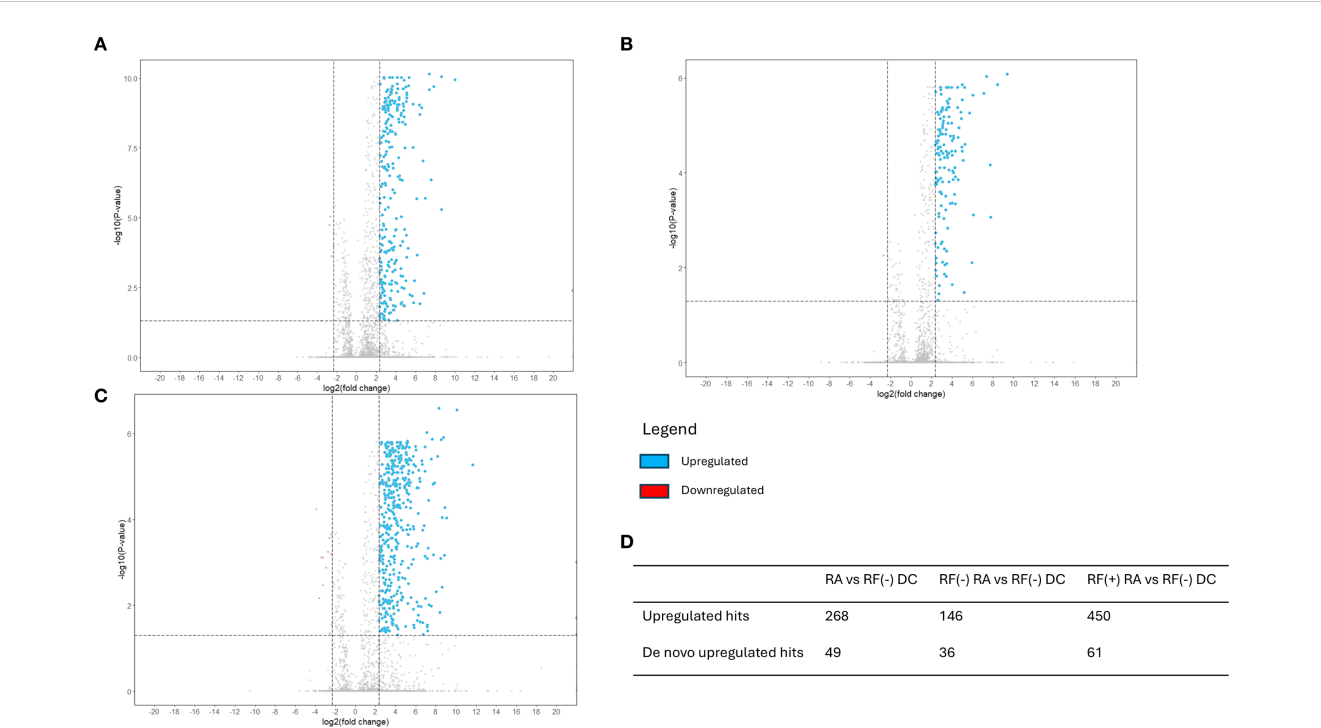 A
10.0
7.5
5.0
2.5
0.0
-log10(P-value)
-20 -18 -16 -14 -12 -10 -8 -6 -4 -2 0 2 4 6 8 10 12 14 16 18 20
log2(fold change)
B
6
4
2
0
-log10(P-value)
-20 -18 -16 -14 -12 -10 -8 -6 -4 -2 0 2 4 6 8 10 12 14 16 18 20
log2(fold change)
C
6
4
2
0
-log10(P-value)
-20 -18 -16 -14 -12 -10 -8 -6 -4 -2 0 2 4 6 8 10 12 14 16 18 20
log2(fold change)
Legend
Upregulated
Downregulated
D
RA vs RF(-) DC RF(-) RA vs RF(-) DC RF(+) RA vs RF(-) DC
Upregulated hits 268 146 450
De novo upregulated hits 49 36 61